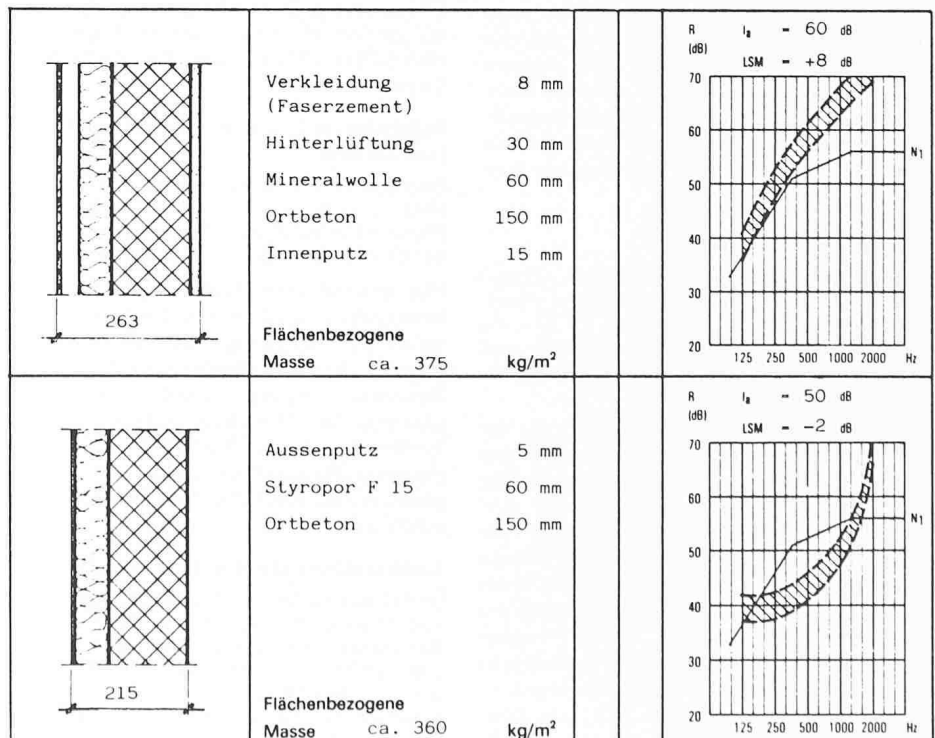 263
Verkleidung 8 mm
(Faserzement)
Hinterlüftung 30 mm
Mineralwolle 60 mm
Ortbeton 150 mm
Innenputz 15 mm
Flächenbezogene
Masse ca. 375 kg/m²
R Ia = 60 dB
(dB)
LSM = +8 dB
70
60
50
40
30
20
N1
125 250 500 1000 2000 Hz
215
Aussenputz 5 mm
Styropor F 15 60 mm
Ortbeton 150 mm
Flächenbezogene
Masse ca. 360 kg/m²
R Ia = 50 dB
(dB)
LSM = -2 dB
70
60
50
40
30
20
N1
125 250 500 1000 2000 Hz